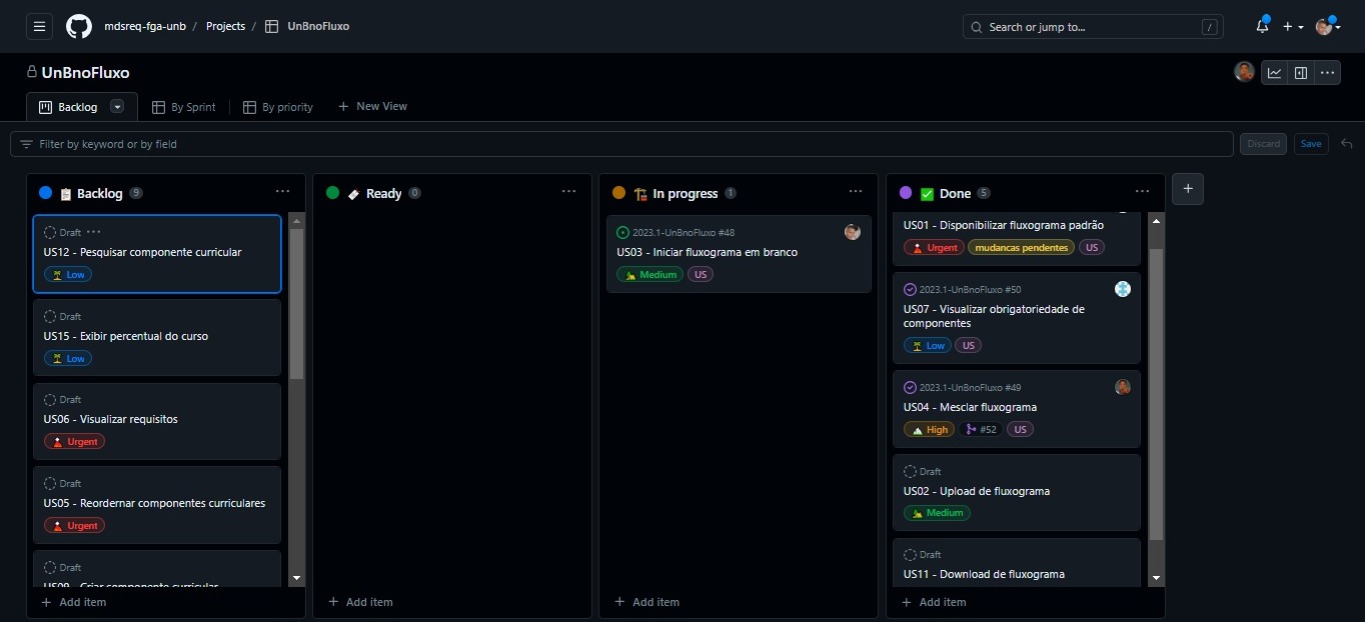 mdsreq-fga-unb / Projects / UnBnoFluxo
Search or jump to... /
UnBnoFluxo
Backlog By Sprint By priority + New View
Filter by keyword or by field
Discard Save
Backlog 9
Draft ...
US12 - Pesquisar componente curricular
Low
Draft
US15 - Exibir percentual do curso
Low
Draft
US06 - Visualizar requisitos
Urgent
Draft
US05 - Reordernar componentes curriculares
Urgent
Draft
US09 - Criar componente curricular
+ Add item
Ready 0
+ Add item
In progress 1
2023.1-UnBnoFluxo #48
US03 - Iniciar fluxograma em branco
Medium US
+ Add item
Done 5
US01 - Disponibilizar fluxograma padrão
Urgent mudancas pendentes US
2023.1-UnBnoFluxo #50
US07 - Visualizar obrigatoriedade de
componentes
Low US
2023.1-UnBnoFluxo #49
US04 - Mesclar fluxograma
High #52 US
Draft
US02 - Upload de fluxograma
Medium
Draft
US11 - Download de fluxograma
+ Add item